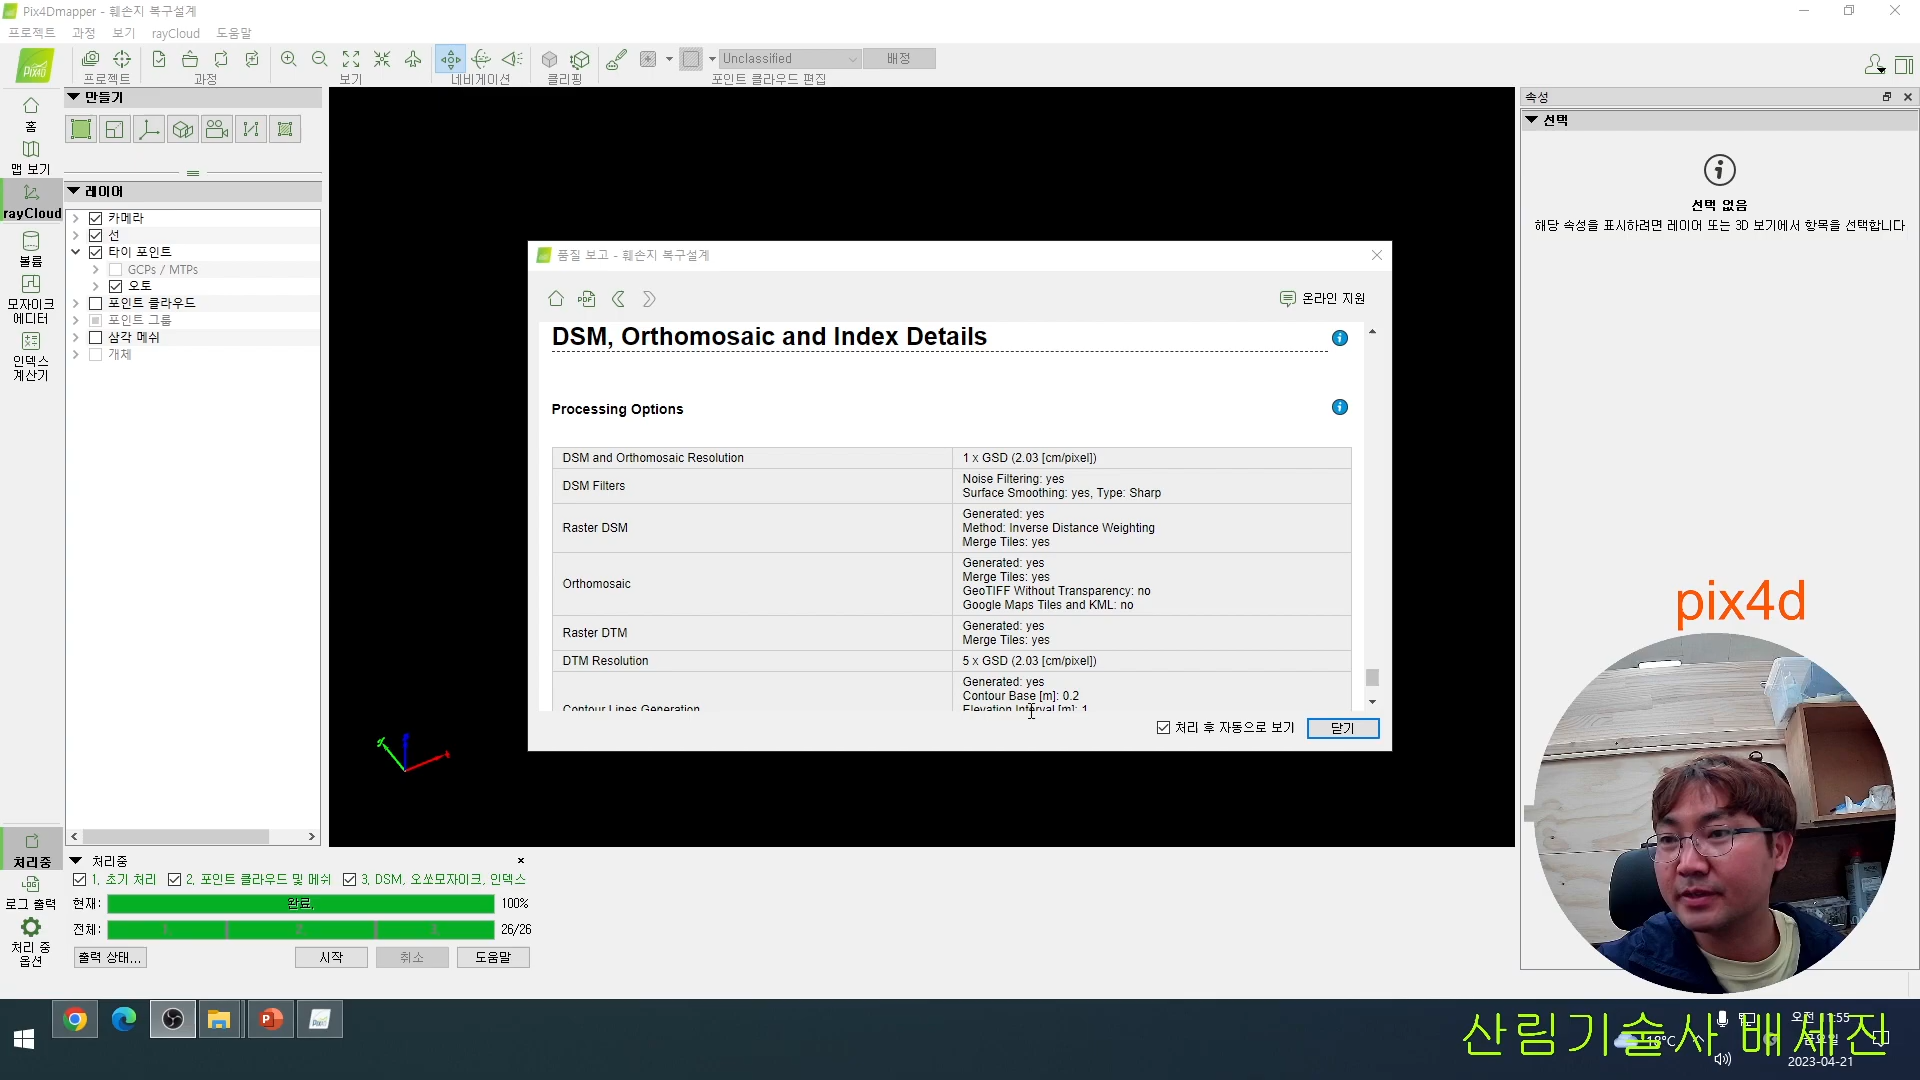 Pix4Dmapper - 훼손지 복구설계
프로젝트 과정 보기 rayCloud 도움말
Unclassified 배정
프로젝트 과정 보기 네비게이션 클리핑 포인트 클라우드 편집
홈
맵 보기
rayCloud
볼륨
모자이크
에디터
인덱스
계산기
만들기
레이어
카메라
선
타이 포인트
GCPs / MTPs
오토
포인트 클라우드
포인트 그룹
삼각 메쉬
개체
품질 보고 - 훼손지 복구설계
PDF
온라인 지원
DSM, Orthomosaic and Index Details
Processing Options
DSM and Orthomosaic Resolution 1 x GSD (2.03 [cm/pixel])
DSM Filters Noise Filtering: yes
Surface Smoothing: yes, Type: Sharp
Raster DSM Generated: yes
Method: Inverse Distance Weighting
Merge Tiles: yes
Orthomosaic Generated: yes
Merge Tiles: yes
GeoTIFF Without Transparency: no
Google Maps Tiles and KML: no
Raster DTM Generated: yes
Merge Tiles: yes
DTM Resolution 5 x GSD (2.03 [cm/pixel])
Contour Lines Generation Generated: yes
Contour Base [m]: 0.2
Elevation Interval [m]: 1
처리 후 자동으로 보기 닫기
속성
선택
선택 없음
해당 속성을 표시하려면 레이어 또는 3D 보기에서 항목을 선택합니다
pix4d
처리중
로그 출력
처리 중
옵션
처리중
1. 초기 처리 2. 포인트 클라우드 및 메쉬 3. DSM, 오쏘모자이크, 인덱스
현재: 완료. 100%
전체: 1. 2. 3. 26/26
출력 상태... 시작 취소 도움말
산림기술사 배세진
2023-04-21